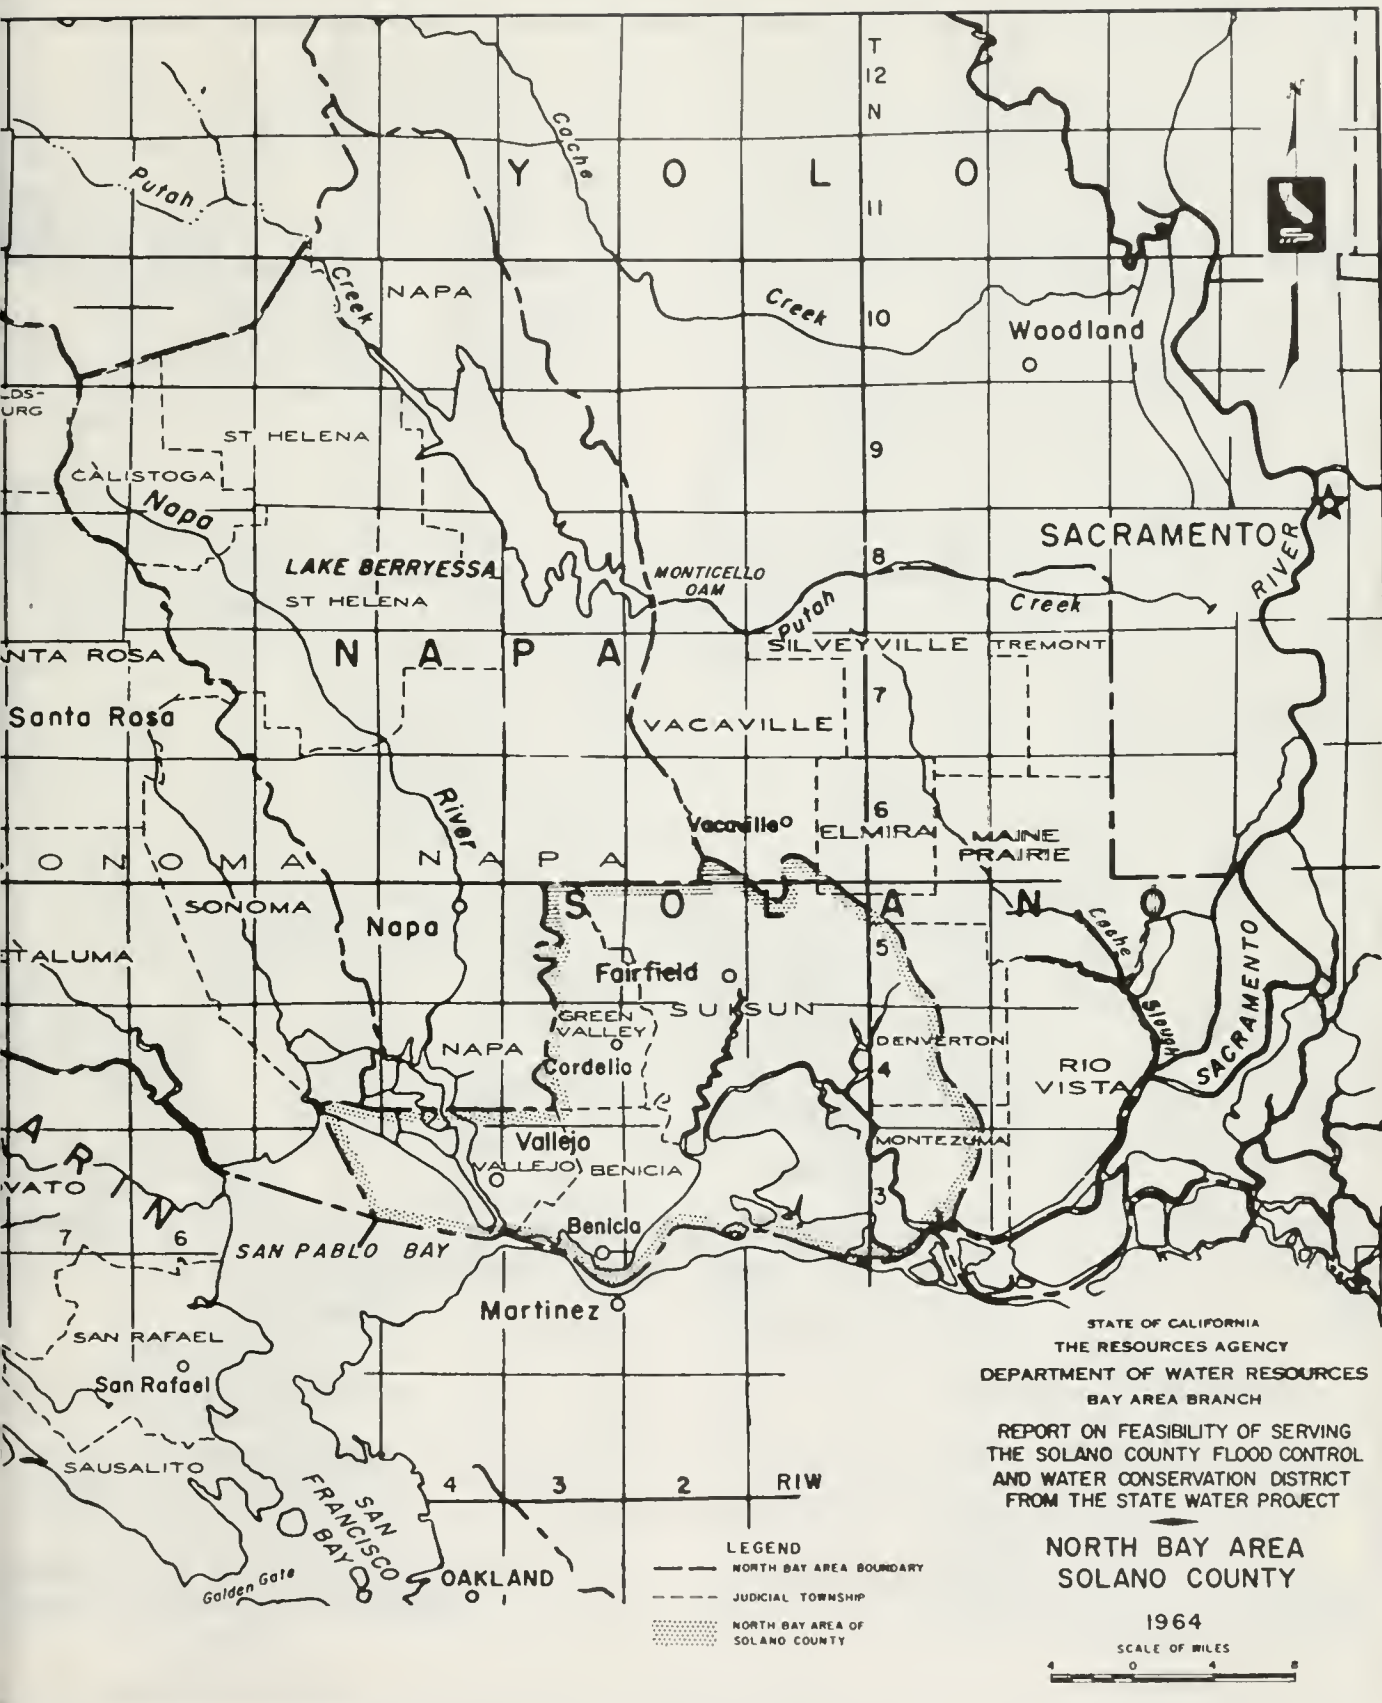 T
12
N
N
Cache
Putah
Y O L O
11
Creek
NAPA
Creek
10
Woodland
DS-
URG
ST HELENA
9
CALISTOGA
Napa
SACRAMENTO
RIVER
LAKE BERRYESSA
MONTICELLO
DAM
8
ST HELENA
Putah
Creek
N A P A
SILVEYVILLE
TREMONT
NTA ROSA
7
Santa Rosa
VACAVILLE
River
6
Vacaville
ELMIRA
MAINE
PRAIRIE
O N O M A
N A P A
SONOMA
S O L A N O
Napa
Cache
5
TALUMA
Fairfield
SACRAMENTO
SUISUN
GREEN
VALLEY
Slough
NAPA
DENVERTON
Cordelia
4
RIO
VISTA
A R I N
Vallejo
MONTEZUMA
VALLEJO
BENICIA
VATO
3
Benicia
7
6
SAN PABLO BAY
Martinez
SAN RAFAEL
San Rafael
SAUSALITO
SAN
FRANCISCO
BAY
4
3
2
R1W
OAKLAND
Golden Gate
LEGEND
NORTH BAY AREA BOUNDARY
JUDICIAL TOWNSHIP
NORTH BAY AREA OF
SOLANO COUNTY
STATE OF CALIFORNIA
THE RESOURCES AGENCY
DEPARTMENT OF WATER RESOURCES
BAY AREA BRANCH
REPORT ON FEASIBILITY OF SERVING
THE SOLANO COUNTY FLOOD CONTROL
AND WATER CONSERVATION DISTRICT
FROM THE STATE WATER PROJECT
NORTH BAY AREA
SOLANO COUNTY
1964
SCALE OF MILES
4 0 4 8